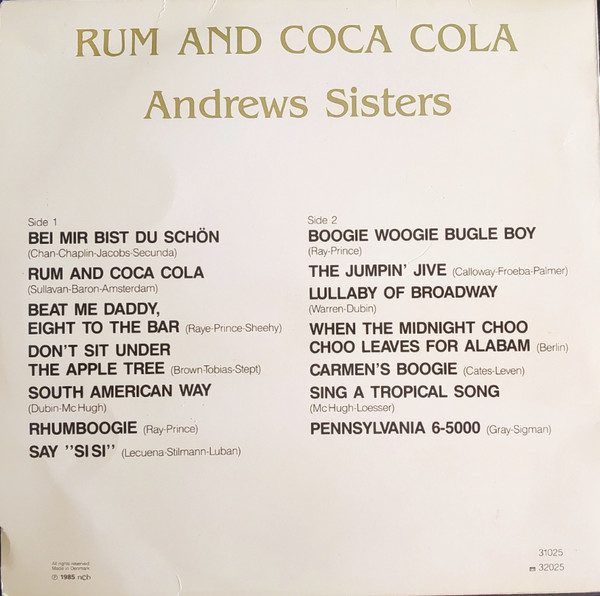 RUM AND COCA COLA
Andrews Sisters
Side 1
BEI MIR BIST DU SCHÖN
(Chan-Chaplin-Jacobs-Secunda)
RUM AND COCA COLA
(Sullavan-Baron-Amsterdam)
BEAT ME DADDY,
EIGHT TO THE BAR (Raye-Prince-Sheehy)
DON'T SIT UNDER
THE APPLE TREE (Brown-Tobias-Stept)
SOUTH AMERICAN WAY
(Dubin-Mc Hugh)
RHUMBOOGIE (Ray-Prince)
SAY "SI SI" (Lecuena-Stilmann-Luban)
Side 2
BOOGIE WOOGIE BUGLE BOY
(Ray-Prince)
THE JUMPIN' JIVE (Calloway-Froeba-Palmer)
LULLABY OF BROADWAY
(Warren-Dubin)
WHEN THE MIDNIGHT CHOO
CHOO LEAVES FOR ALABAM (Berlin)
CARMEN'S BOOGIE (Cates-Leven)
SING A TROPICAL SONG
(Mc Hugh-Loesser)
PENNSYLVANIA 6-5000 (Gray-Sigman)
All rights reserved
Made in Denmark
℗ 1985 ncb
31025
32025